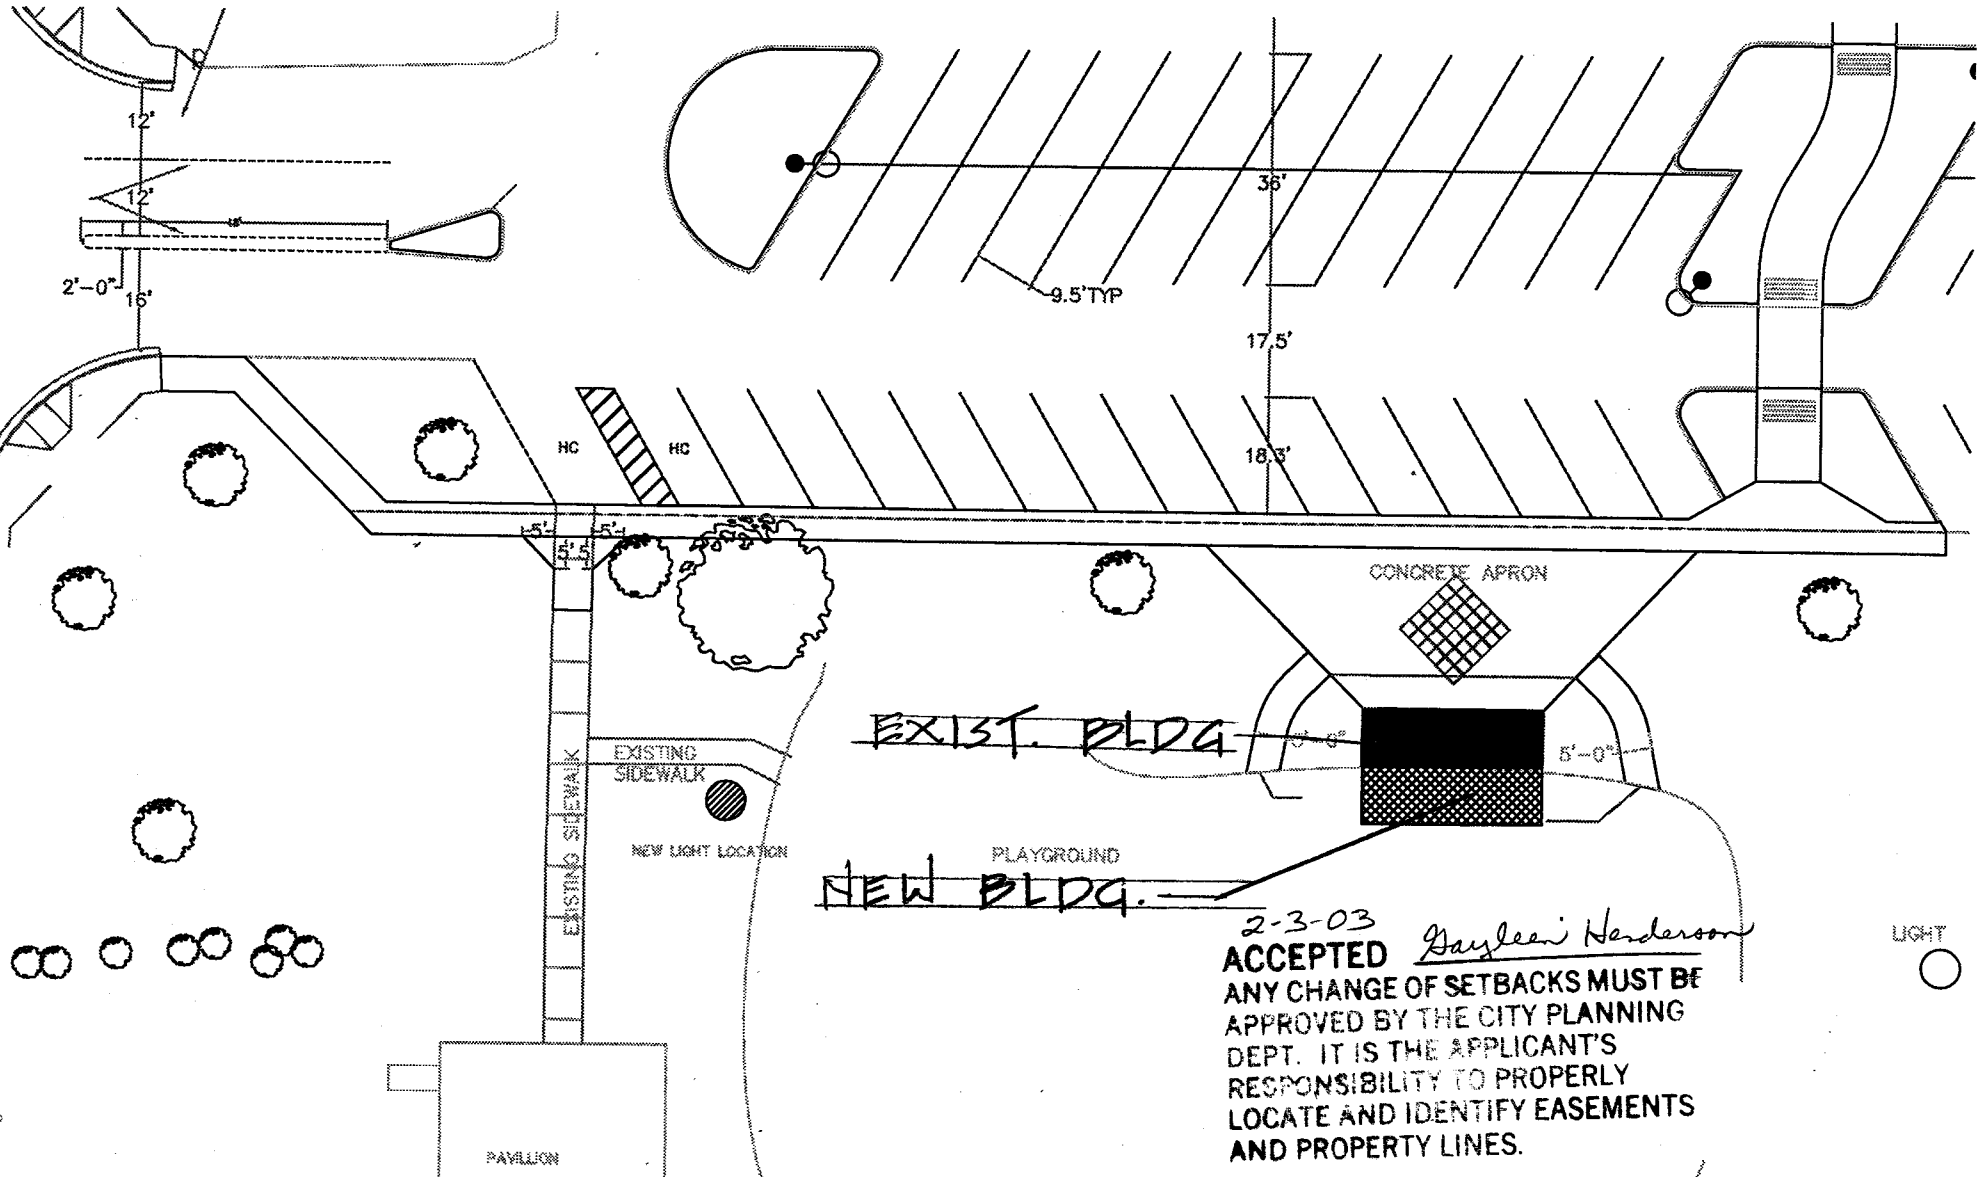 12'
12'
2'-0"
16'
36'
9.5'TYP
17.5'
HC
HC
18.3'
5'
5'
5'.5
CONCRETE APRON
EXIST. BLDG
5'-0"
EXISTING
SIDEWALK
EXISTING SIDEWALK
NEW LIGHT LOCATION
PLAYGROUND
NEW BLDG.
2-3-03
ACCEPTED Gayleen Henderson
ANY CHANGE OF SETBACKS MUST BE
APPROVED BY THE CITY PLANNING
DEPT. IT IS THE APPLICANT'S
RESPONSIBILITY TO PROPERLY
LOCATE AND IDENTIFY EASEMENTS
AND PROPERTY LINES.
LIGHT
PAVILLION